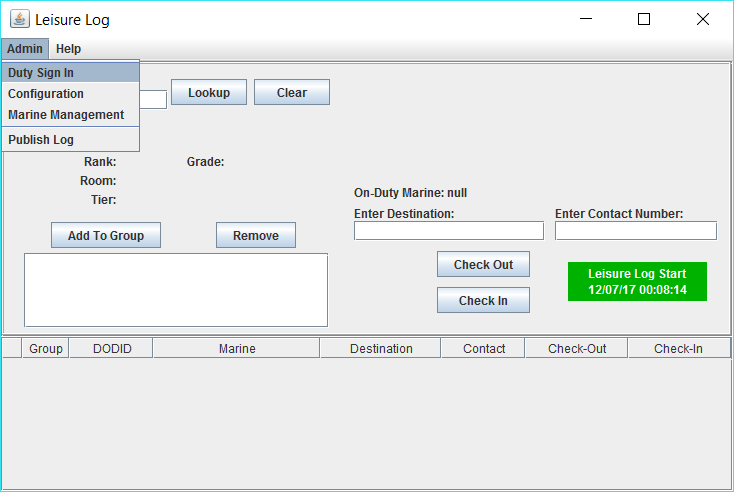 Leisure Log
Admin Help
Duty Sign In
Configuration
Marine Management
Publish Log
Lookup Clear
Rank: Grade:
Room:
Tier:
On-Duty Marine: null
Enter Destination: Enter Contact Number:
Add To Group Remove
Check Out
Check In
Leisure Log Start
12/07/17 00:08:14
Group DODID Marine Destination Contact Check-Out Check-In